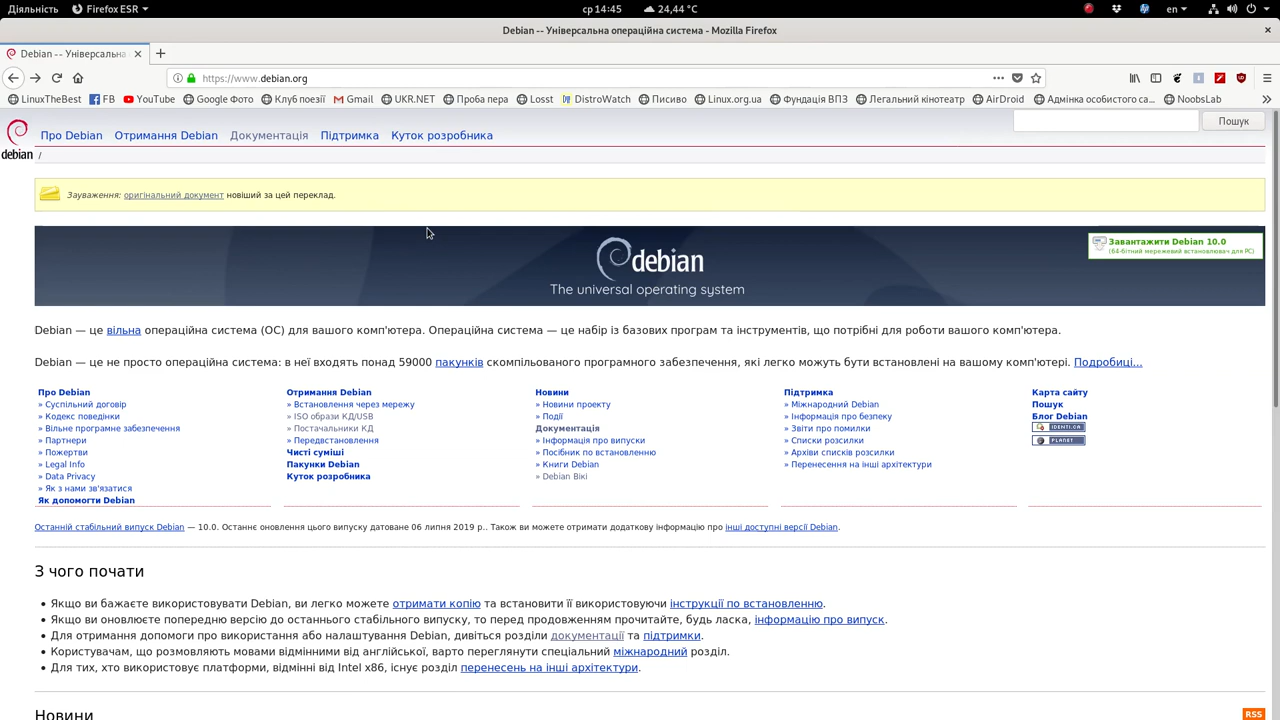 Діяльність Firefox ESR ср 14:45 24,44 °C en
Debian -- Універсальна операційна система - Mozilla Firefox
Debian -- Універсальна
https://www.debian.org
LinuxTheBest FB YouTube Google Фото Клуб поезії Gmail UKR.NET Проба пера Losst DistroWatch Писиво Linux.org.ua Фундація ВПЗ Легальний кінотеатр AirDroid Адмінка особистого са... NoobsLab
Про Debian Отримання Debian Документація Підтримка Куток розробника Пошук
debian /
Зауваження: оригінальний документ новіший за цей переклад.
debian
The universal operating system
Завантажити Debian 10.0
(64-бітний мережевий встановлювач для PC)
Debian — це вільна операційна система (ОС) для вашого комп'ютера. Операційна система — це набір із базових програм та інструментів, що потрібні для роботи вашого комп'ютера.
Debian — це не просто операційна система: в неї входять понад 59000 пакунків скомпільованого програмного забезпечення, які легко можуть бути встановлені на вашому комп'ютері. Подробиці...
Про Debian
» Суспільний договір
» Кодекс поведінки
» Вільне програмне забезпечення
» Партнери
» Пожертви
» Legal Info
» Data Privacy
» Як з нами зв'язатися
Як допомогти Debian
Отримання Debian
» Встановлення через мережу
» ISO образи КД/USB
» Постачальники КД
» Передвстановлення
Чисті суміші
Пакунки Debian
Куток розробника
Новини
» Новини проекту
» Події
Документація
» Інформація про випуски
» Посібник по встановленню
» Книги Debian
» Debian Вікі
Підтримка
» Міжнародний Debian
» Інформація про безпеку
» Звіти про помилки
» Списки розсилки
» Архіви списків розсилки
» Перенесення на інші архітектури
Карта сайту
Пошук
Блог Debian
IDENTI.CA
PLANET
Останній стабільний випуск Debian — 10.0. Останнє оновлення цього випуску датоване 06 липня 2019 р.. Також ви можете отримати додаткову інформацію про інші доступні версії Debian.
З чого почати
• Якщо ви бажаєте використовувати Debian, ви легко можете отримати копію та встановити її використовуючи інструкції по встановленню.
• Якщо ви оновлюєте попередню версію до останнього стабільного випуску, то перед продовженням прочитайте, будь ласка, інформацію про випуск.
• Для отримання допомоги про використання або налаштування Debian, дивіться розділи документації та підтримки.
• Користувачам, що розмовляють мовами відмінними від англійської, варто переглянути спеціальний міжнародний розділ.
• Для тих, хто використовує платформи, відмінні від Intel x86, існує розділ перенесень на інші архітектури.
Новини RSS